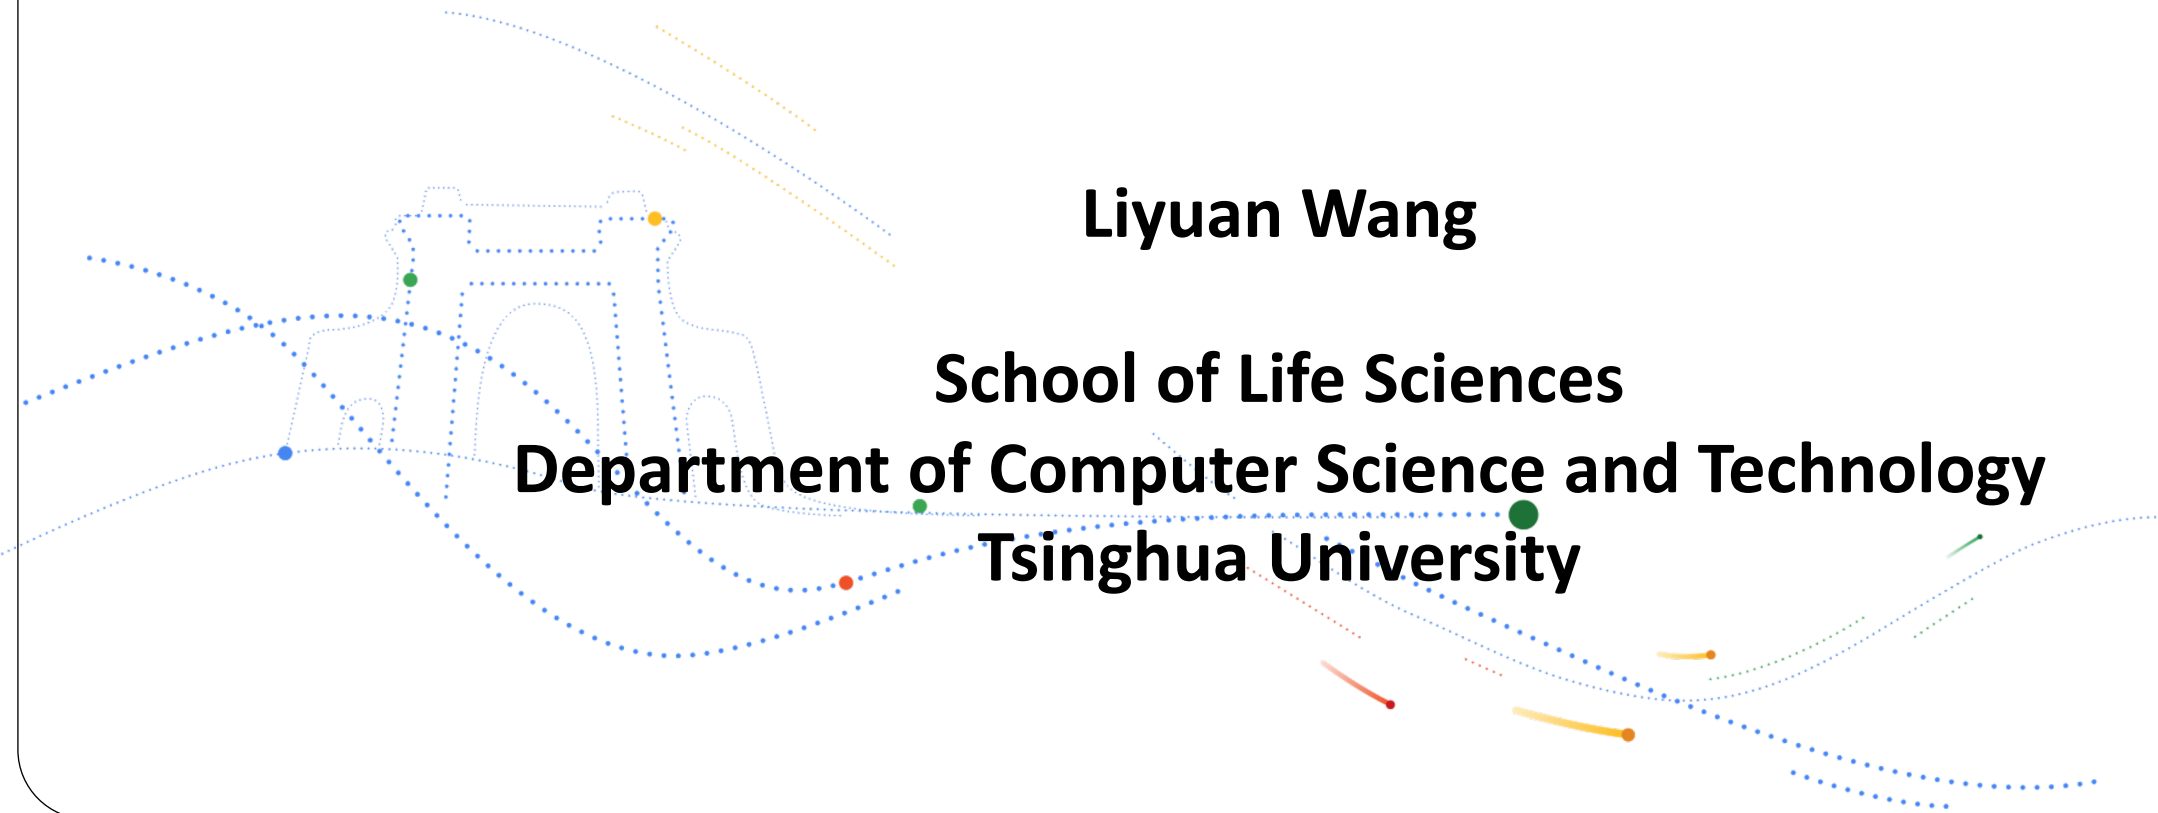 Liyuan Wang
School of Life Sciences
Department of Computer Science and Technology
Tsinghua University